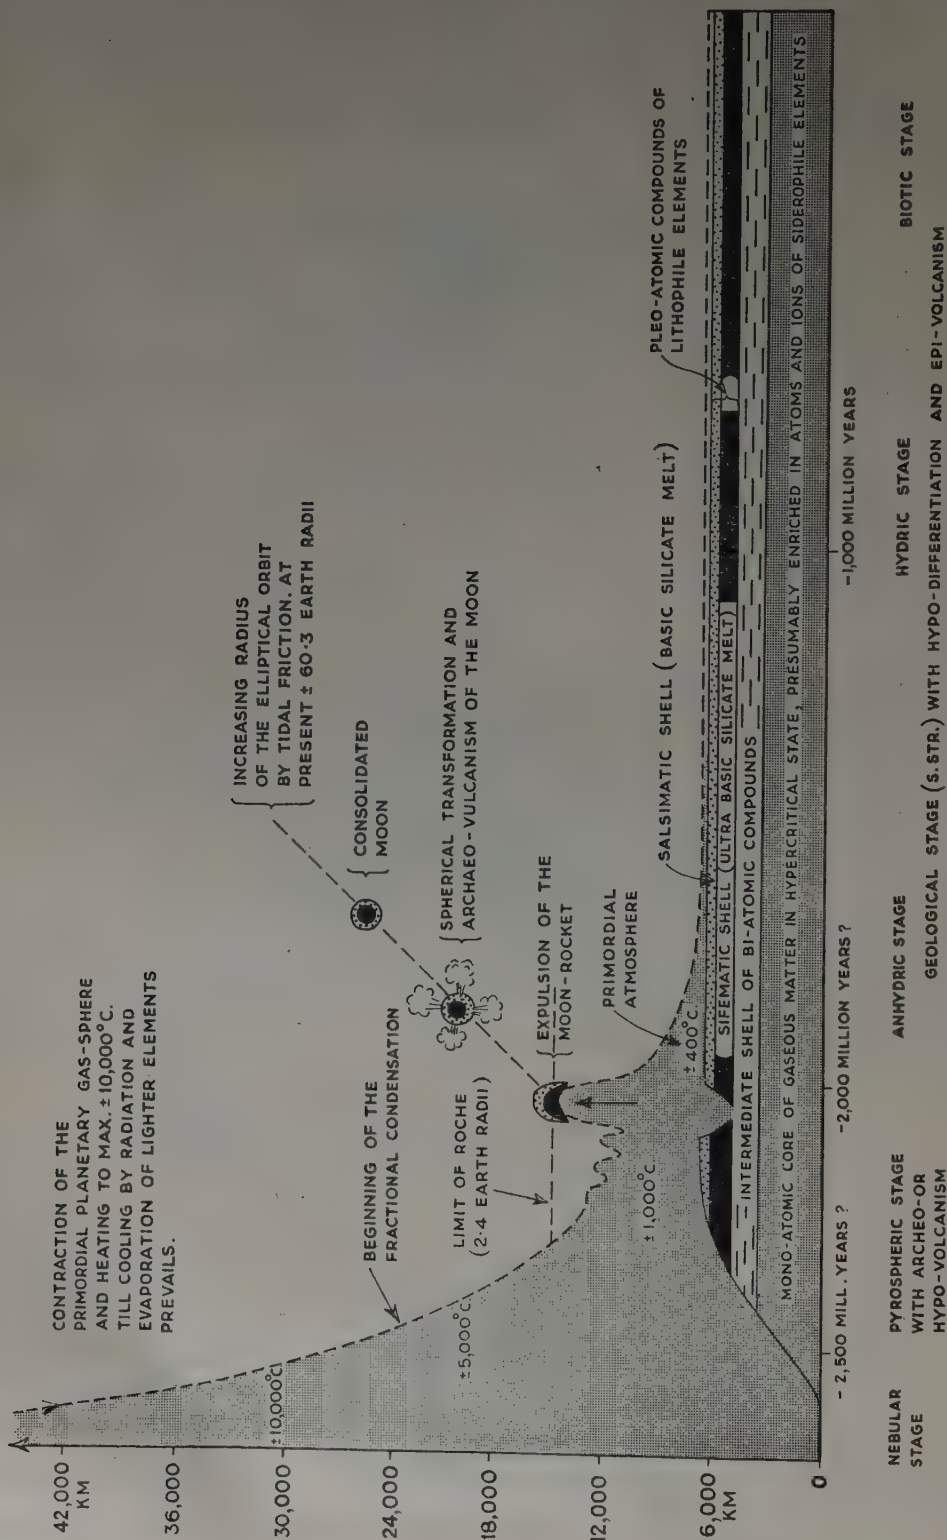 CONTRACTION OF THE
PRIMORDIAL PLANETARY GAS-SPHERE
AND HEATING TO MAX. ±10,000°C.
TILL COOLING BY RADIATION AND
EVAPORATION OF LIGHTER ELEMENTS
PREVAILS.
INCREASING RADIUS
OF THE ELLIPTICAL ORBIT
BY TIDAL FRICTION. AT
PRESENT ± 60·3 EARTH RADII
CONSOLIDATED
MOON
SPHERICAL TRANSFORMATION AND
ARCHAEO-VULCANISM OF THE MOON
BEGINNING OF THE
FRACTIONAL CONDENSATION
LIMIT OF ROCHE
(2·4 EARTH RADII)
EXPULSION OF THE
MOON-ROCKET
PRIMORDIAL
ATMOSPHERE
SALSIMATIC SHELL (BASIC SILICATE MELT)
PLEO-ATOMIC COMPOUNDS OF
LITHOPHILE ELEMENTS
42,000
KM
36,000
30,000
24,000
18,000
12,000
6,000
KM
0
±10,000°C
±5,000°C.
±1,000°C.
±400°C.
SIFEMATIC SHELL (ULTRA BASIC SILICATE MELT)
INTERMEDIATE SHELL OF BI-ATOMIC COMPOUNDS
MONO-ATOMIC CORE OF GASEOUS MATTER IN HYPERCRITICAL STATE, PRESUMABLY ENRICHED IN ATOMS AND IONS OF SIDEROPHILE ELEMENTS
- 2,500 MILL. YEARS ?
-2,000 MILLION YEARS?
-1,000 MILLION YEARS
NEBULAR
STAGE
PYROSPHERIC STAGE
WITH ARCHEO-OR
HYPO-VOLCANISM
ANHYDRIC STAGE
HYDRIC STAGE
BIOTIC STAGE
GEOLOGICAL STAGE (S.STR.) WITH HYPO-DIFFERENTIATION AND EPI-VOLCANISM